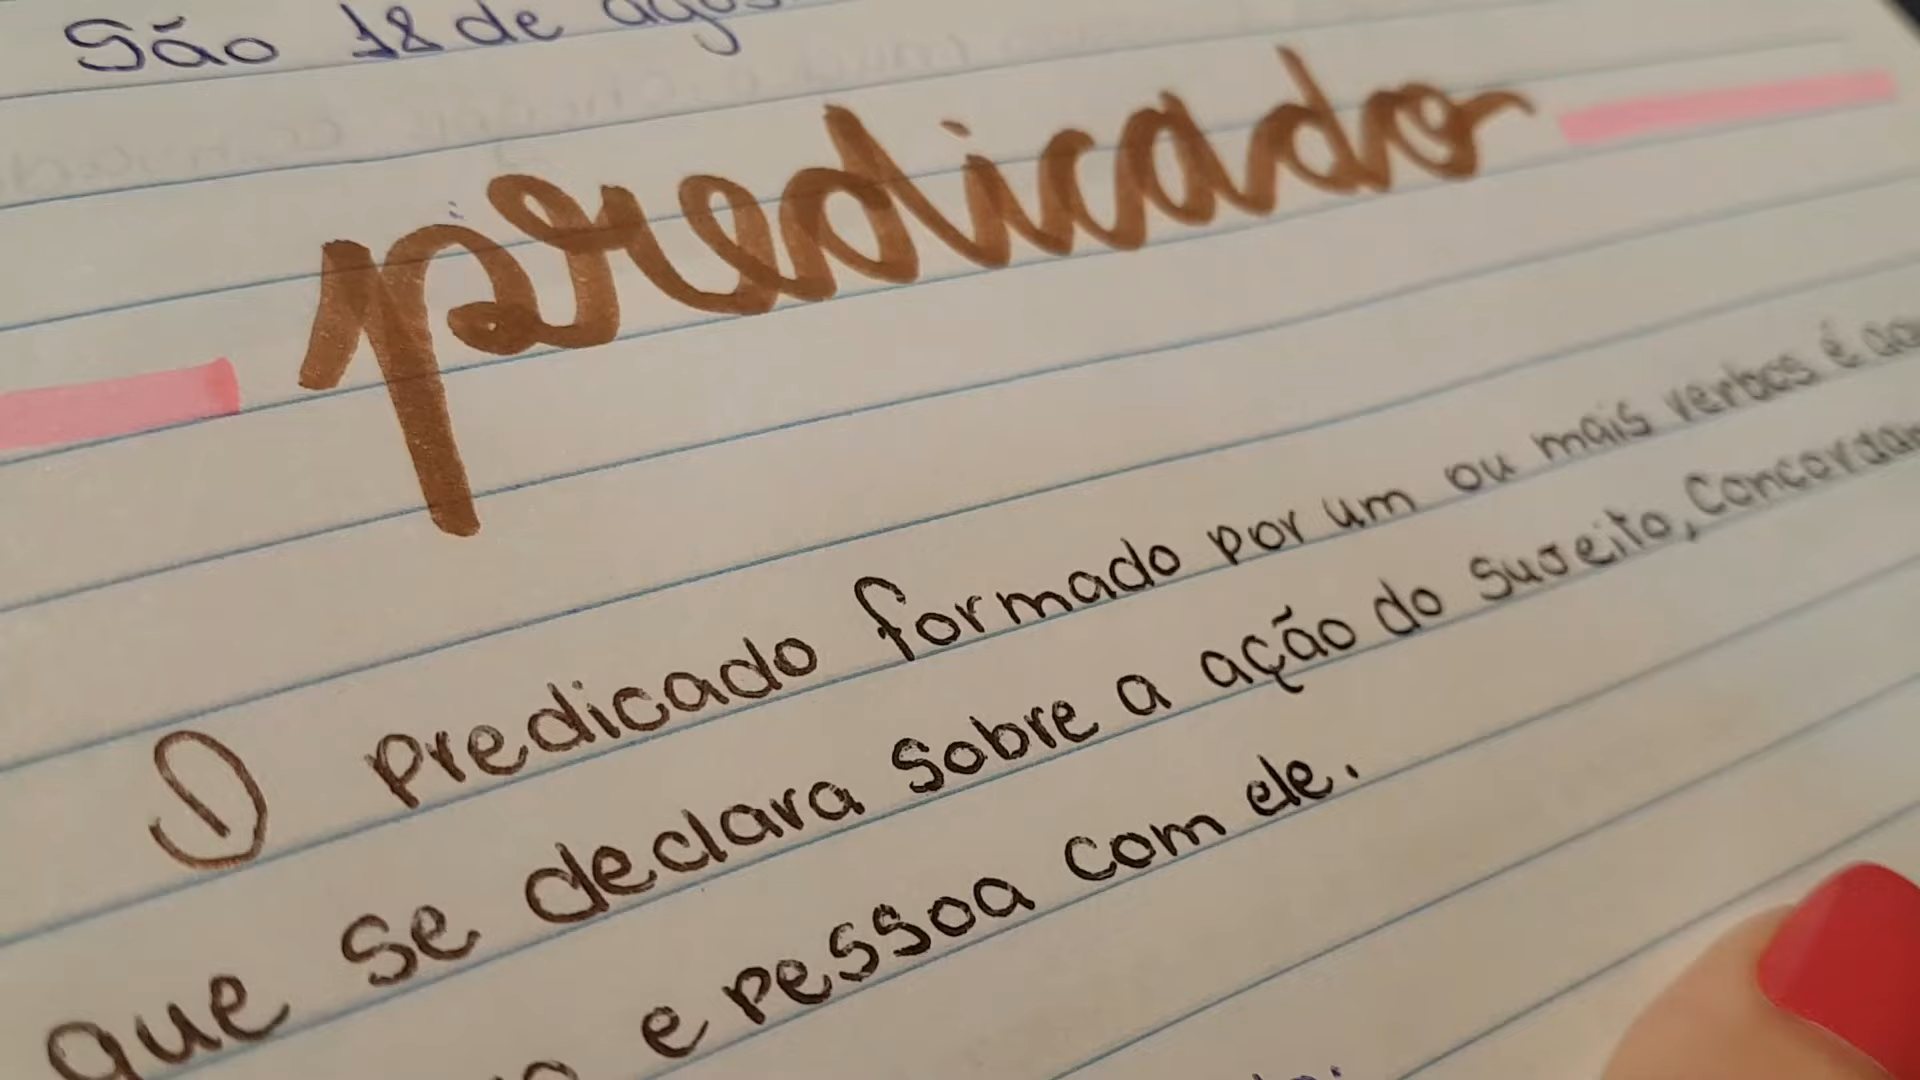 São 18 de
predicado
O predicado formado por um ou mais verbos é
que se declara sobre a ação do sujeito,
e pessoa com ele.